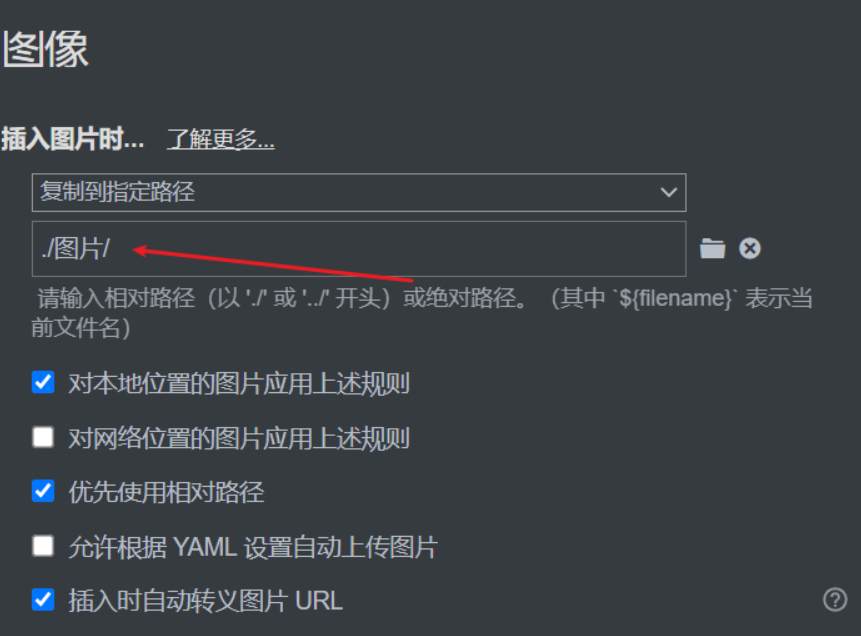 图像
插入图片时... 了解更多...
复制到指定路径
./图片/
请输入相对路径（以 './' 或 '../' 开头）或绝对路径。（其中 `${filename}` 表示当
前文件名）
对本地位置的图片应用上述规则
对网络位置的图片应用上述规则
优先使用相对路径
允许根据 YAML 设置自动上传图片
插入时自动转义图片 URL